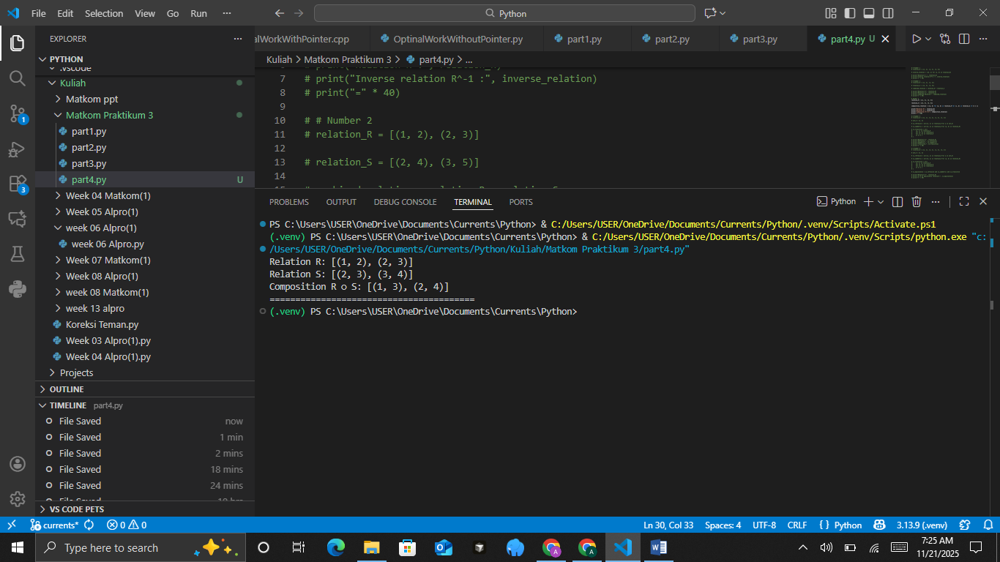 File Edit Selection View Go Run ··· Python
EXPLORER ···
PYTHON
.vscode
Kuliah
Matkom ppt
Matkom Praktikum 3
part1.py
part2.py
part3.py
part4.py U
Week 04 Matkom(1)
Week 05 Alpro(1)
week 06 Alpro(1)
week 06 Alpro.py
Week 07 Matkom(1)
Week 08 Alpro(1)
week 08 Matkom(1)
week 13 alpro
Koreksi Teman.py
Week 03 Alpro(1).py
Week 04 Alpro(1).py
Projects
OUTLINE
TIMELINE part4.py
File Saved now
File Saved 1 min
File Saved 2 mins
File Saved 18 mins
File Saved 24 mins
VS CODE PETS
alWorkWithPointer.cpp OptinalWorkWithoutPointer.py part1.py part2.py part3.py part4.py U
Kuliah > Matkom Praktikum 3 > part4.py > ...
7 # print("Inverse relation R^-1 :", inverse_relation)
8 # print("=" * 40)
9
10 # # Number 2
11 # relation_R = [(1, 2), (2, 3)]
12
13 # relation_S = [(2, 4), (3, 5)]
14
PROBLEMS OUTPUT DEBUG CONSOLE TERMINAL PORTS Python
PS C:\Users\USER\OneDrive\Documents\Currents\Python> & C:/Users/USER/OneDrive/Documents/Currents/Python/.venv/Scripts/Activate.ps1
(.venv) PS C:\Users\USER\OneDrive\Documents\Currents\Python> & C:/Users/USER/OneDrive/Documents/Currents/Python/.venv/Scripts/python.exe "c:
/Users/USER/OneDrive/Documents/Currents/Python/Kuliah/Matkom Praktikum 3/part4.py"
Relation R: [(1, 2), (2, 3)]
Relation S: [(2, 3), (3, 4)]
Composition R o S: [(1, 3), (2, 4)]
========================================
(.venv) PS C:\Users\USER\OneDrive\Documents\Currents\Python>
currents* 0 0 Ln 30, Col 33 Spaces: 4 UTF-8 CRLF { } Python 3.13.9 (.venv)
Type here to search
7:25 AM
11/21/2025